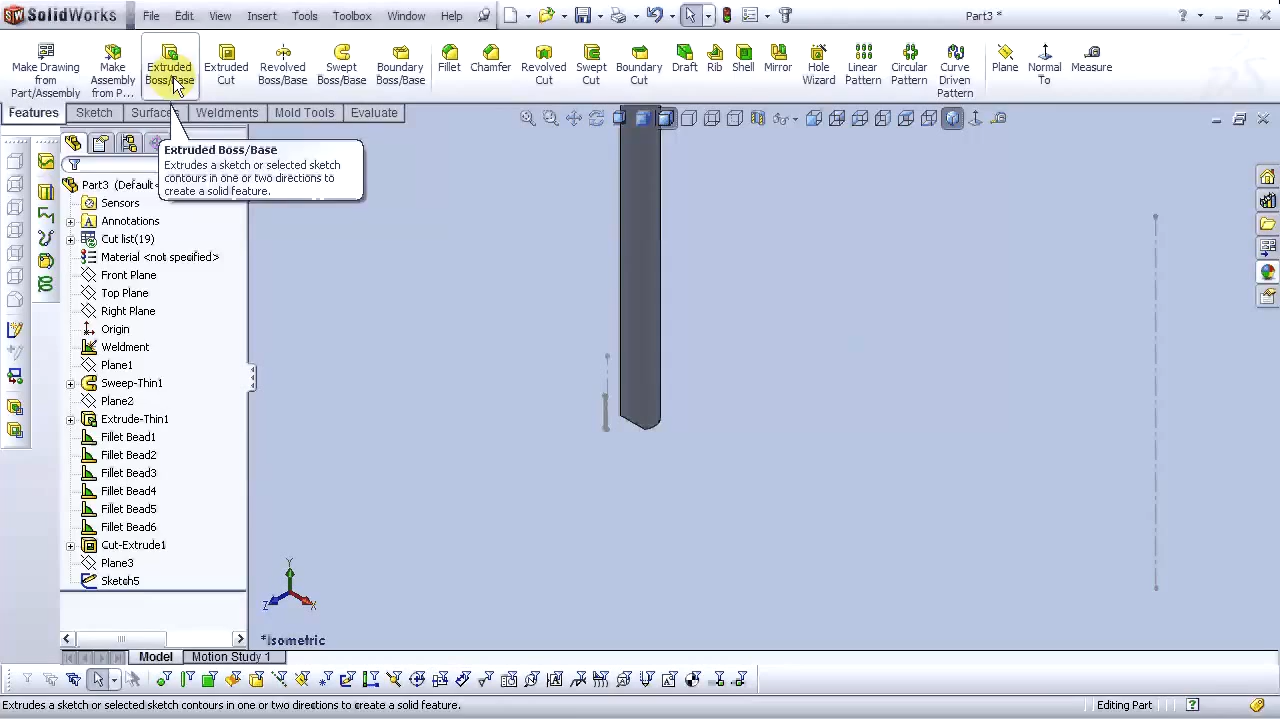 SolidWorks
File
Edit
View
Insert
Tools
Toolbox
Window
Help
Part3 *
Make Drawing
from
Part/Assembly
Make
Assembly
from P...
Extruded
Boss/Base
Extruded
Cut
Revolved
Boss/Base
Swept
Boss/Base
Boundary
Boss/Base
Fillet
Chamfer
Revolved
Cut
Swept
Cut
Boundary
Cut
Draft
Rib
Shell
Mirror
Hole
Wizard
Linear
Pattern
Circular
Pattern
Curve
Driven
Pattern
Plane
Normal
To
Measure
Features
Sketch
Surfac
Weldments
Mold Tools
Evaluate
Extruded Boss/Base
Extrudes a sketch or selected sketch
contours in one or two directions to
create a solid feature.
Part3 (Default
Sensors
Annotations
Cut list(19)
Material <not specified>
Front Plane
Top Plane
Right Plane
Origin
Weldment
Plane1
Sweep-Thin1
Plane2
Extrude-Thin1
Fillet Bead1
Fillet Bead2
Fillet Bead3
Fillet Bead4
Fillet Bead5
Fillet Bead6
Cut-Extrude1
Plane3
Sketch5
Y
Z
X
*Isometric
Model
Motion Study 1
Extrudes a sketch or selected sketch contours in one or two directions to create a solid feature.
Editing Part